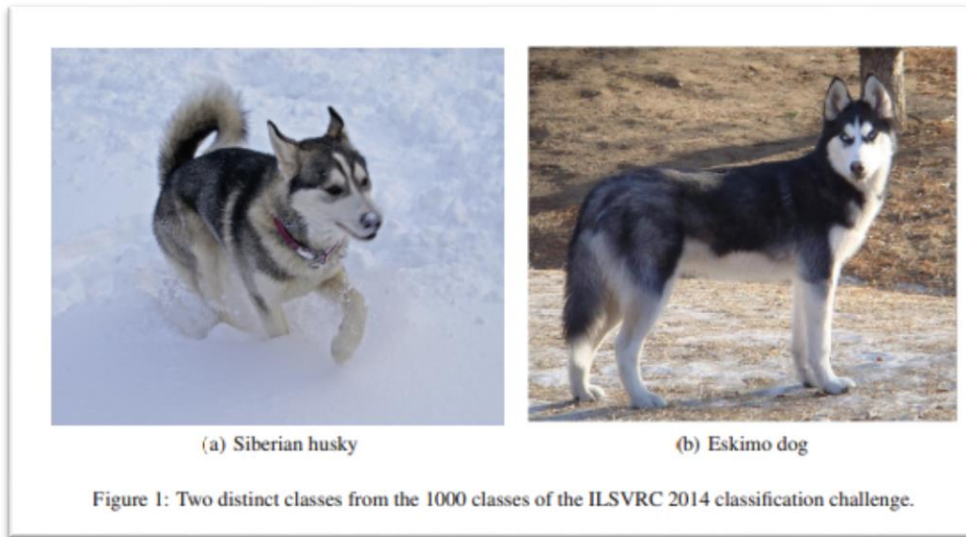 (a) Siberian husky
(b) Eskimo dog
Figure 1: Two distinct classes from the 1000 classes of the ILSVRC 2014 classification challenge.